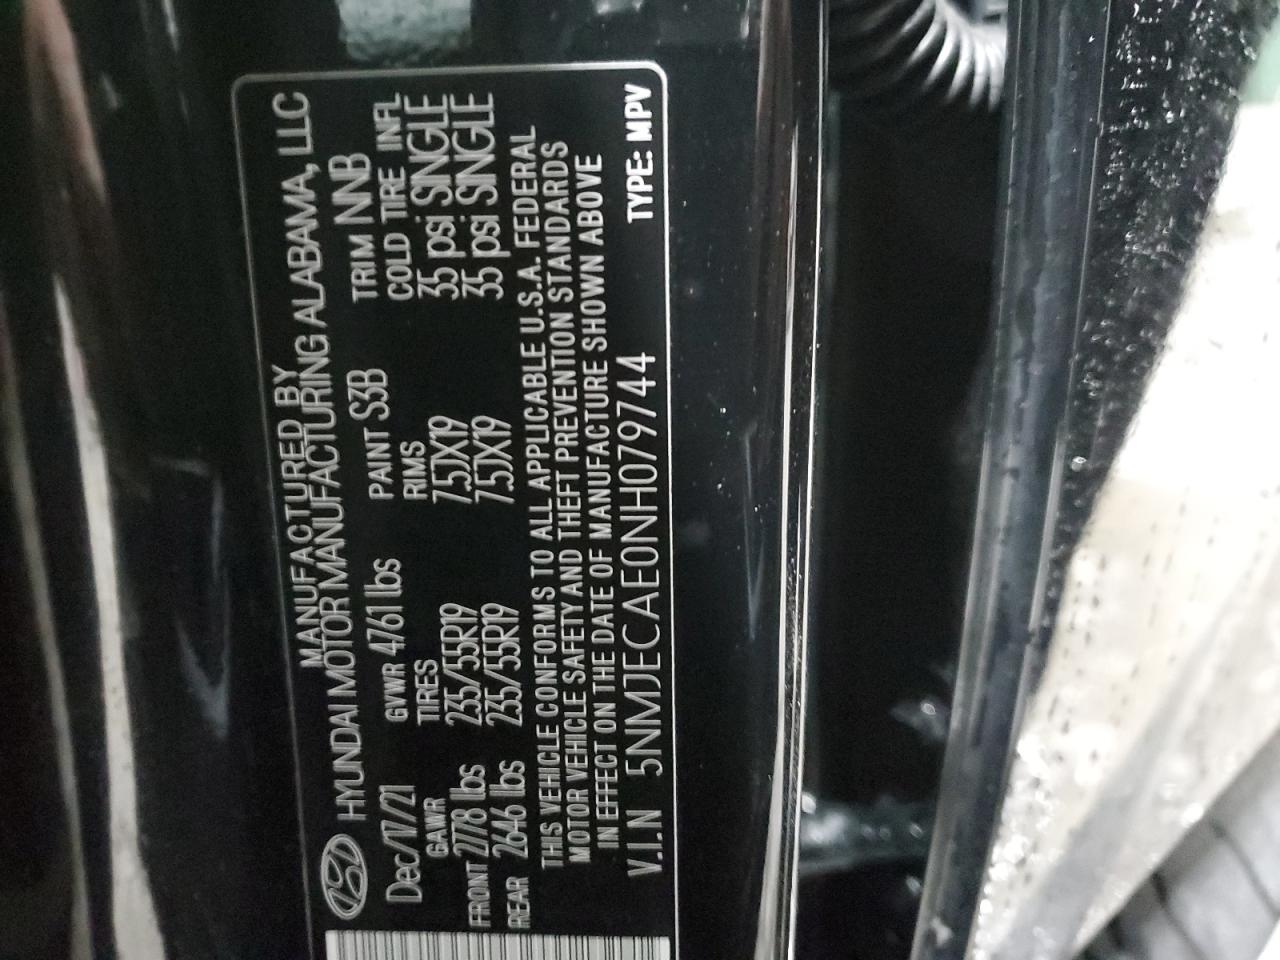 MANUFACTURED BY
HYUNDAI MOTOR MANUFACTURING ALABAMA, LLC
Dec/17/21 GVWR 4761 lbs PAINT S3B TRIM NNB
GAWR TIRES RIMS COLD TIRE INFL
FRONT 2778 lbs 235/55R19 7.5JX19 35 psi SINGLE
REAR 2646 lbs 235/55R19 7.5JX19 35 psi SINGLE
THIS VEHICLE CONFORMS TO ALL APPLICABLE U.S.A. FEDERAL
MOTOR VEHICLE SAFETY AND THEFT PREVENTION STANDARDS
IN EFFECT ON THE DATE OF MANUFACTURE SHOWN ABOVE
V.I.N 5NMJECAE0NH079744 TYPE: MPV